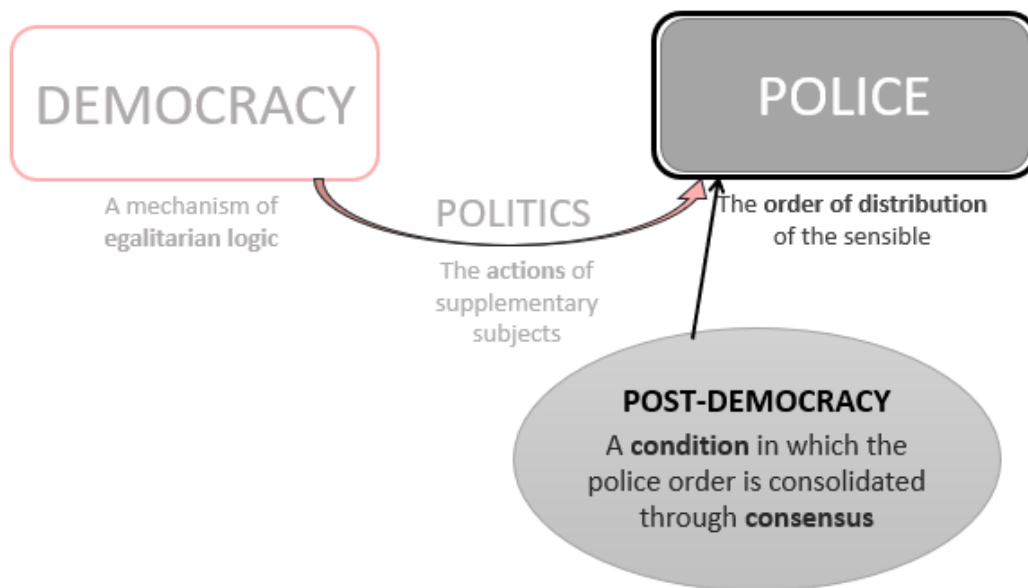 DEMOCRACY
A mechanism of
egalitarian logic
POLITICS
The actions of
supplementary
subjects
POLICE
The order of distribution
of the sensible
POST-DEMOCRACY
A condition in which the
police order is consolidated
through consensus